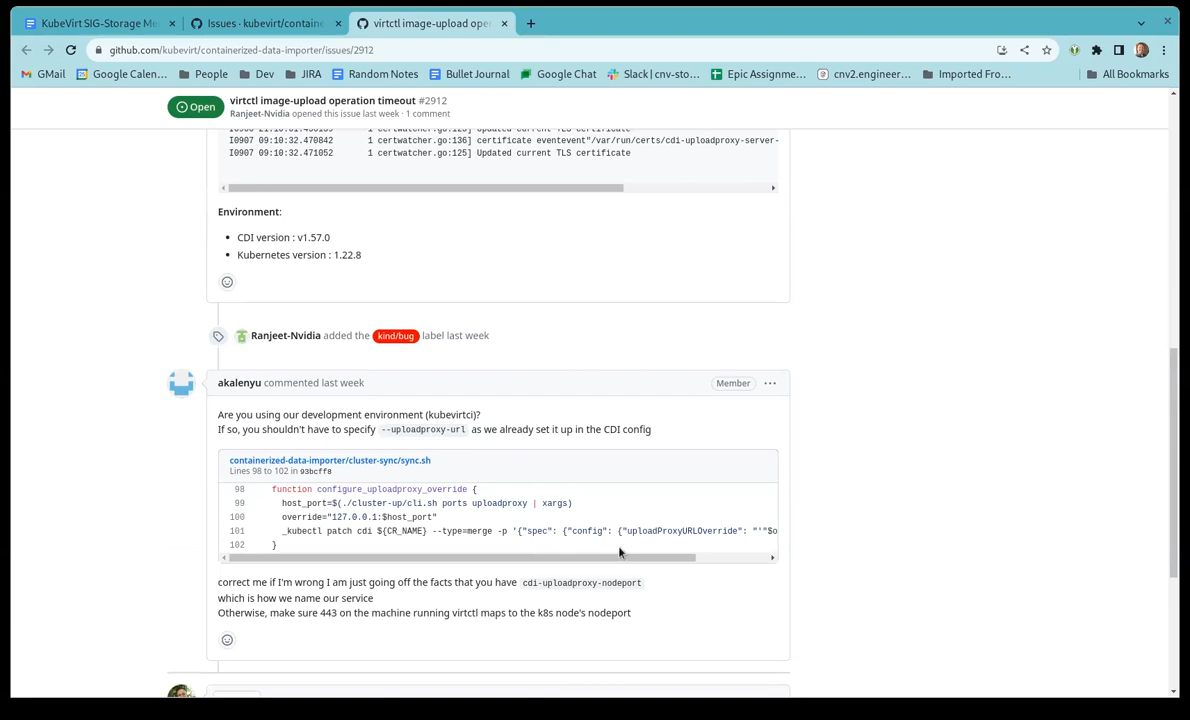 KubeVirt SIG-Storage Me
Issues · kubevirt/containe
virtctl image-upload oper
github.com/kubevirt/containerized-data-importer/issues/2912
GMail
Google Calen...
People
Dev
JIRA
Random Notes
Bullet Journal
Google Chat
Slack | cnv-sto...
Epic Assignme...
cnv2.engineer...
Imported Fro...
All Bookmarks
Open
virtctl image-upload operation timeout #2912
Ranjeet-Nvidia opened this issue last week · 1 comment
1 certwatcher.go:125] Updated current TLS certificate
I0907 09:10:32.470842 1 certwatcher.go:136] certificate eventevent"/var/run/certs/cdi-uploadproxy-server-
I0907 09:10:32.471052 1 certwatcher.go:125] Updated current TLS certificate
Environment:
• CDI version : v1.57.0
• Kubernetes version : 1.22.8
Ranjeet-Nvidia added the kind/bug label last week
akalenyu commented last week
Member
Are you using our development environment (kubevirtci)?
If so, you shouldn't have to specify --uploadproxy-url as we already set it up in the CDI config
containerized-data-importer/cluster-sync/sync.sh
Lines 98 to 102 in 93bcff8
98 function configure_uploadproxy_override {
99 host_port=$(./cluster-up/cli.sh ports uploadproxy | xargs)
100 override="127.0.0.1:$host_port"
101 _kubectl patch cdi ${CR_NAME} --type=merge -p '{"spec": {"config": {"uploadProxyURLOverride": "'"$o
102 }
correct me if I'm wrong I am just going off the facts that you have cdi-uploadproxy-nodeport
which is how we name our service
Otherwise, make sure 443 on the machine running virtctl maps to the k8s node's nodeport